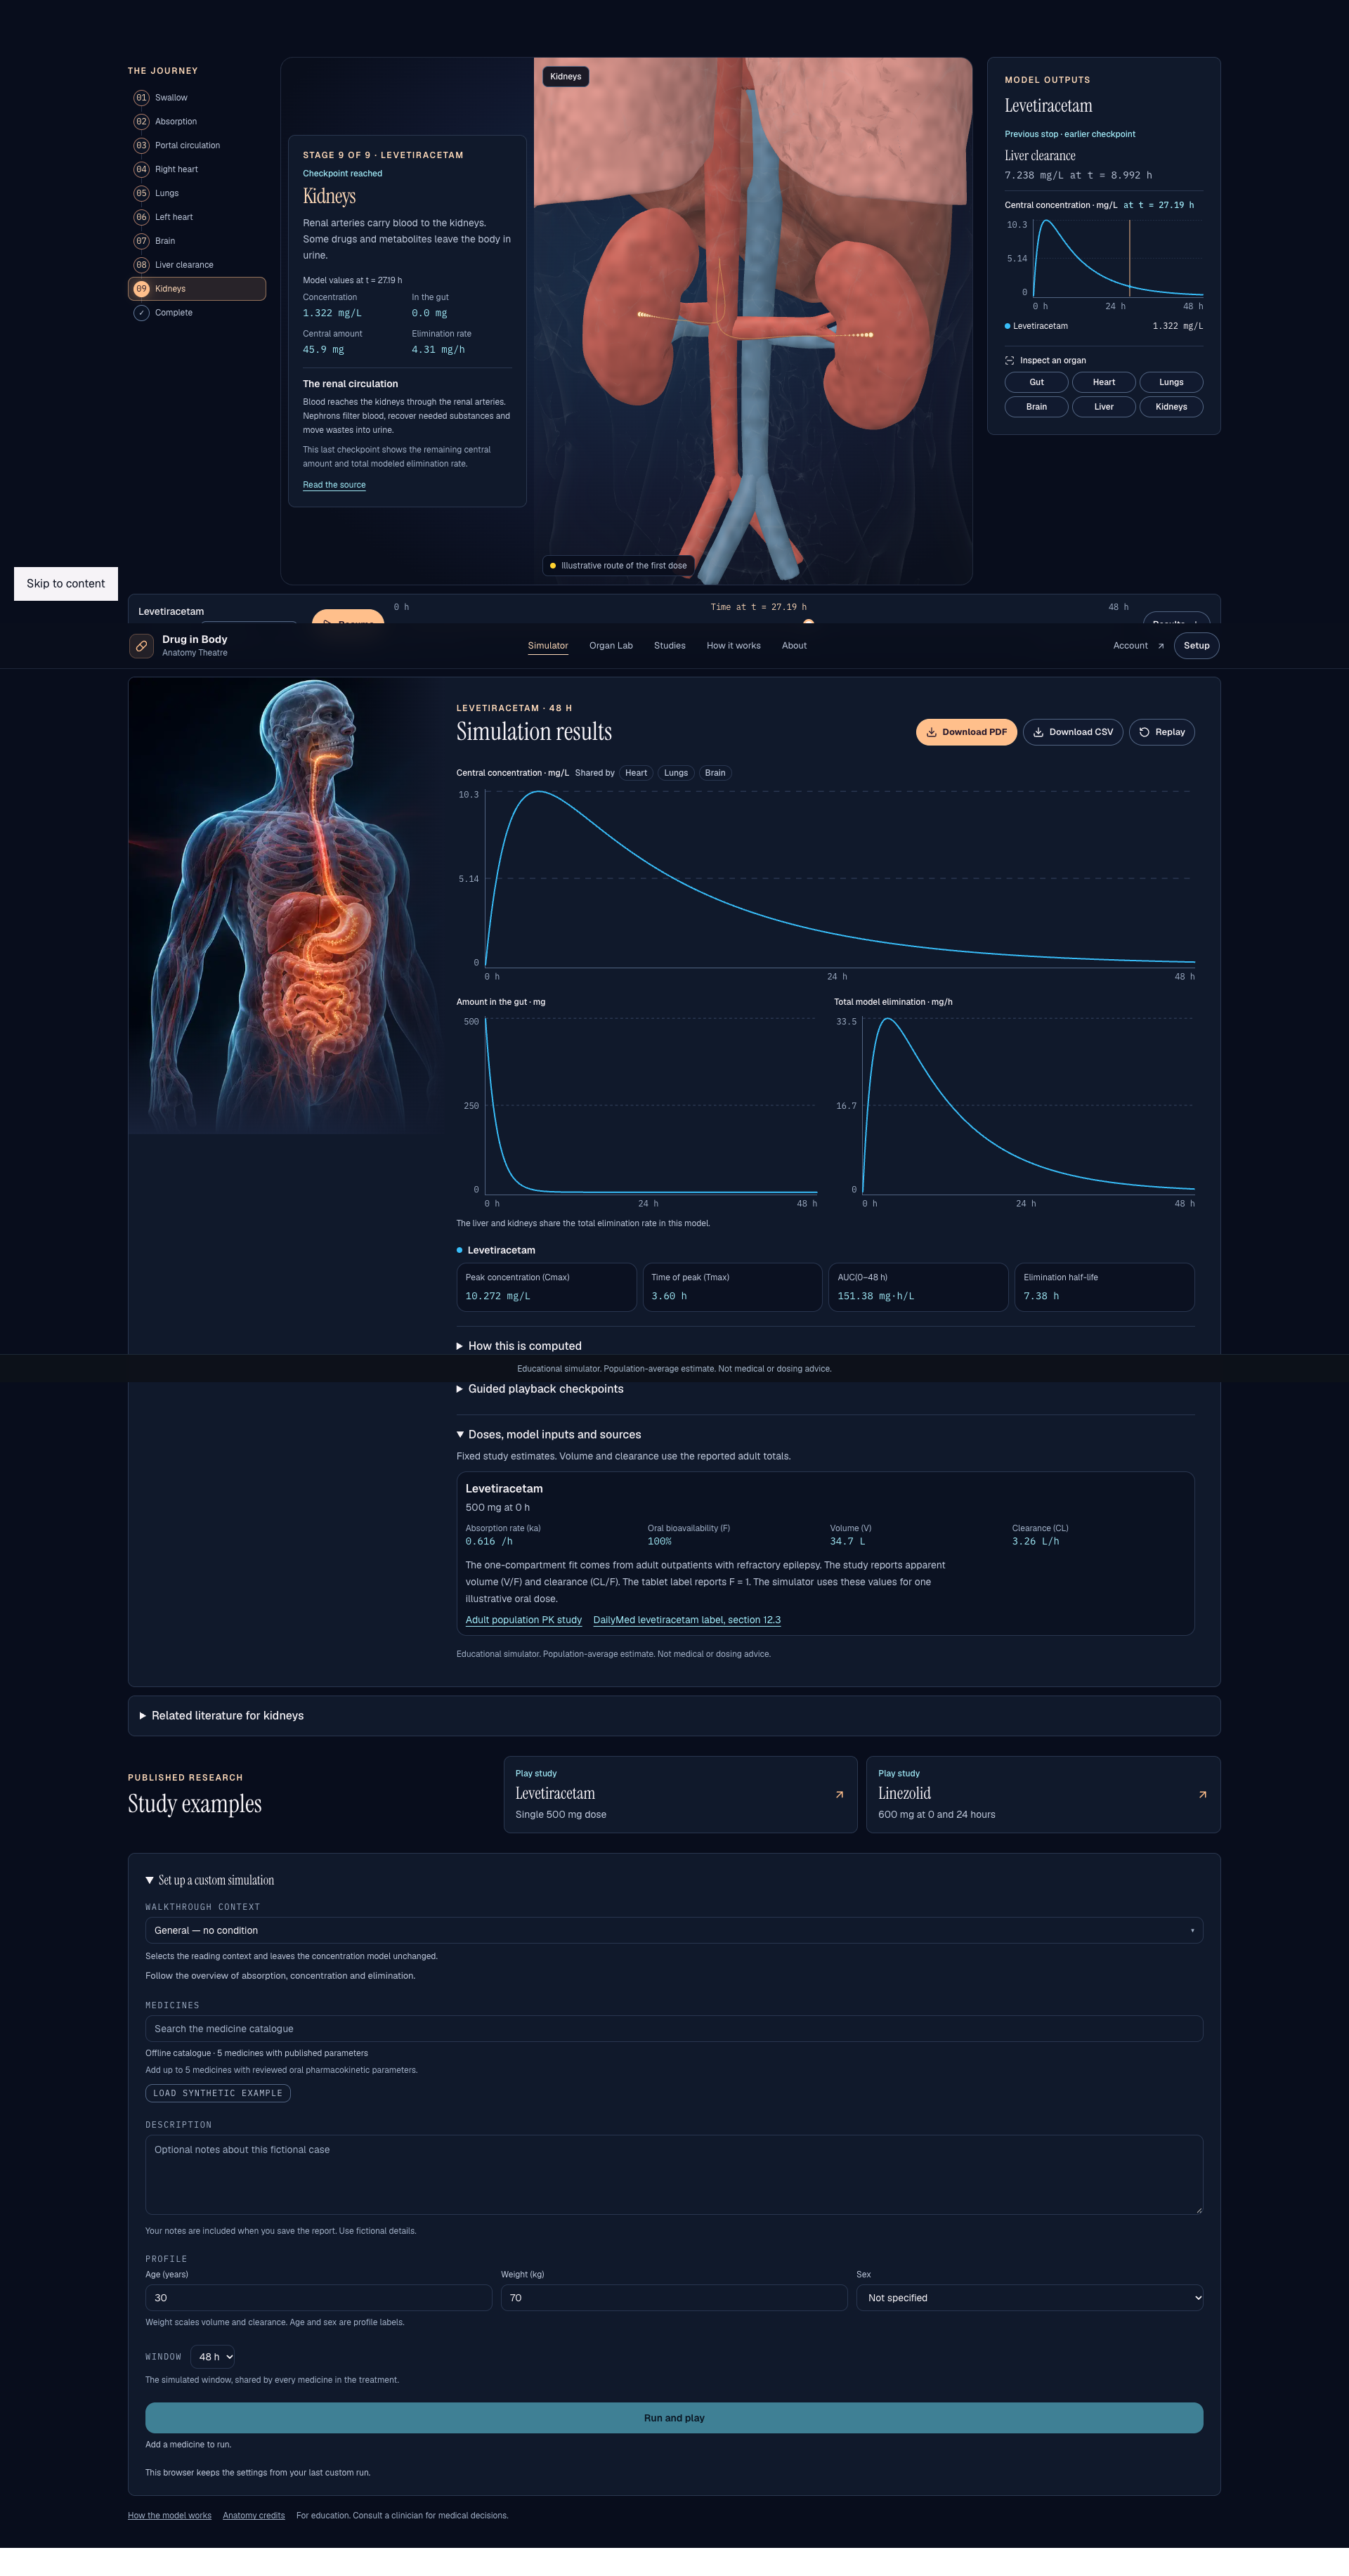 THE JOURNEY
01 Swallow
02 Absorption
03 Portal circulation
04 Right heart
05 Lungs
06 Left heart
07 Brain
08 Liver clearance
09 Kidneys
✓ Complete
STAGE 9 OF 9 · LEVETIRACETAM
Checkpoint reached
Kidneys
Renal arteries carry blood to the kidneys.
Some drugs and metabolites leave the body in
urine.
Model values at t = 27.19 h
Concentration In the gut
1.322 mg/L 0.0 mg
Central amount Elimination rate
45.9 mg 4.31 mg/h
The renal circulation
Blood reaches the kidneys through the renal arteries.
Nephrons filter blood, recover needed substances and
move wastes into urine.
This last checkpoint shows the remaining central
amount and total modeled elimination rate.
Read the source
Kidneys
Illustrative route of the first dose
MODEL OUTPUTS
Levetiracetam
Previous stop · earlier checkpoint
Liver clearance
7.238 mg/L at t = 8.992 h
Central concentration · mg/L at t = 27.19 h
10.3
5.14
0
0 h 24 h 48 h
Levetiracetam 1.322 mg/L
Inspect an organ
Gut Heart Lungs
Brain Liver Kidneys
Skip to content
Levetiracetam
0 h Time at t = 27.19 h 48 h
Drug in Body
Anatomy Theatre
Simulator Organ Lab Studies How it works About
Account Setup
LEVETIRACETAM · 48 H
Simulation results
Download PDF Download CSV Replay
Central concentration · mg/L Shared by Heart Lungs Brain
10.3
5.14
0
0 h 24 h 48 h
Amount in the gut · mg
500
250
0
0 h 24 h 48 h
Total model elimination · mg/h
33.5
16.7
0
0 h 24 h 48 h
The liver and kidneys share the total elimination rate in this model.
Levetiracetam
Peak concentration (Cmax)
10.272 mg/L
Time of peak (Tmax)
3.60 h
AUC(0–48 h)
151.38 mg·h/L
Elimination half-life
7.38 h
How this is computed
Educational simulator. Population-average estimate. Not medical or dosing advice.
Guided playback checkpoints
Doses, model inputs and sources
Fixed study estimates. Volume and clearance use the reported adult totals.
Levetiracetam
500 mg at 0 h
Absorption rate (ka) Oral bioavailability (F) Volume (V) Clearance (CL)
0.616 /h 100% 34.7 L 3.26 L/h
The one-compartment fit comes from adult outpatients with refractory epilepsy. The study reports apparent
volume (V/F) and clearance (CL/F). The tablet label reports F = 1. The simulator uses these values for one
illustrative oral dose.
Adult population PK study DailyMed levetiracetam label, section 12.3
Educational simulator. Population-average estimate. Not medical or dosing advice.
Related literature for kidneys
PUBLISHED RESEARCH
Study examples
Play study
Levetiracetam
Single 500 mg dose
Play study
Linezolid
600 mg at 0 and 24 hours
Set up a custom simulation
WALKTHROUGH CONTEXT
General — no condition
Selects the reading context and leaves the concentration model unchanged.
Follow the overview of absorption, concentration and elimination.
MEDICINES
Search the medicine catalogue
Offline catalogue · 5 medicines with published parameters
Add up to 5 medicines with reviewed oral pharmacokinetic parameters.
LOAD SYNTHETIC EXAMPLE
DESCRIPTION
Optional notes about this fictional case
Your notes are included when you save the report. Use fictional details.
PROFILE
Age (years) Weight (kg) Sex
30 70 Not specified
Weight scales volume and clearance. Age and sex are profile labels.
WINDOW 48 h
The simulated window, shared by every medicine in the treatment.
Run and play
Add a medicine to run.
This browser keeps the settings from your last custom run.
How the model works Anatomy credits For education. Consult a clinician for medical decisions.